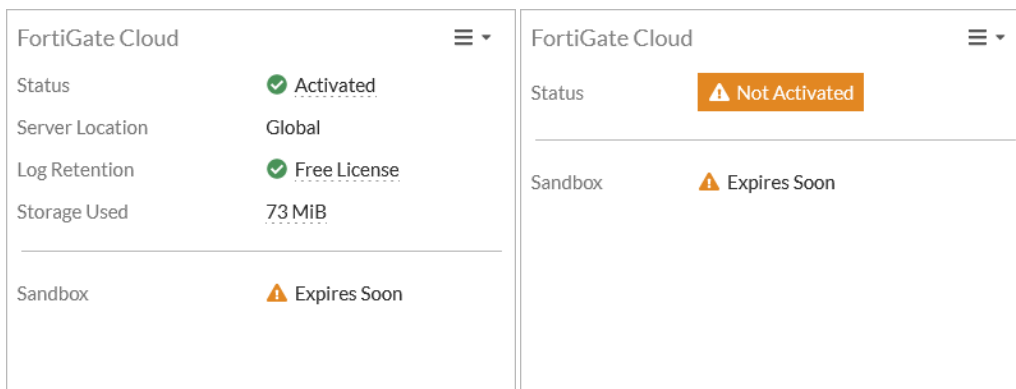 FortiGate Cloud
Status Activated
Server Location Global
Log Retention Free License
Storage Used 73 MiB
Sandbox Expires Soon
FortiGate Cloud
Status Not Activated
Sandbox Expires Soon